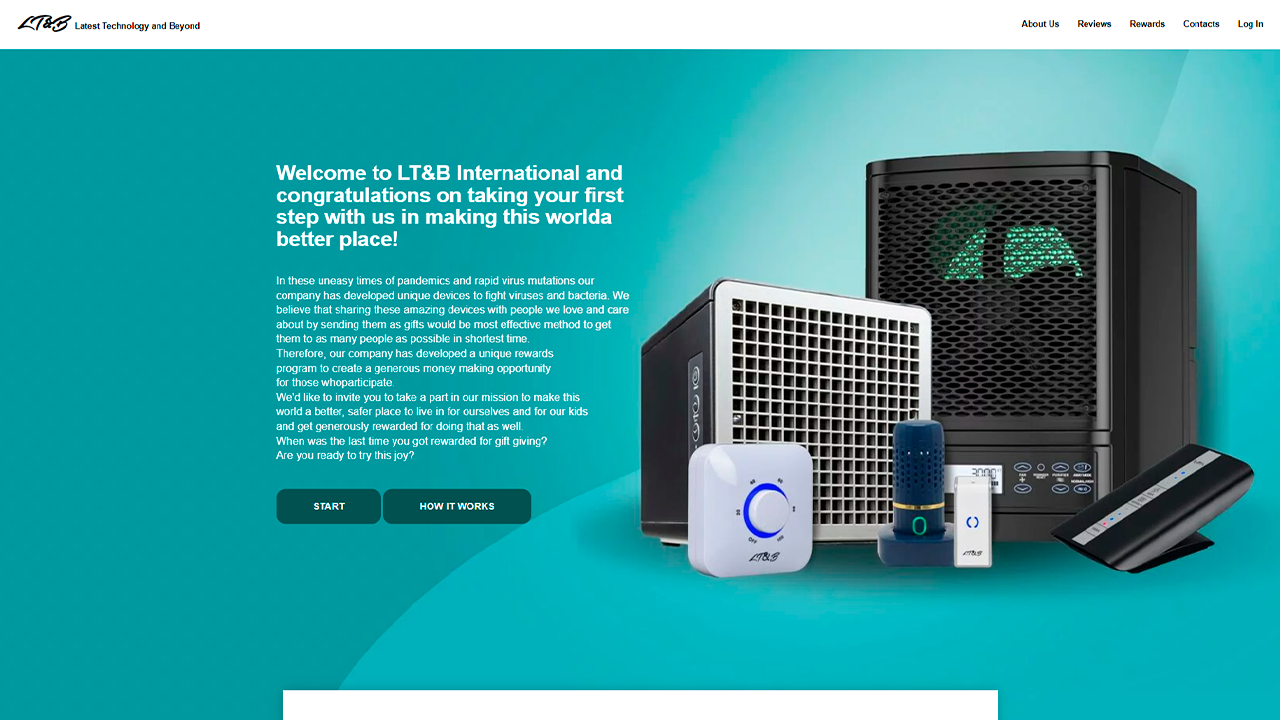 LT&B Latest Technology and Beyond
About Us Reviews Rewards Contacts Log In
Welcome to LT&B International and
congratulations on taking your first
step with us in making this worlda
better place!
In these uneasy times of pandemics and rapid virus mutations our
company has developed unique devices to fight viruses and bacteria. We
believe that sharing these amazing devices with people we love and care
about by sending them as gifts would be most effective method to get
them to as many people as possible in shortest time.
Therefore, our company has developed a unique rewards
program to create a generous money making opportunity
for those whoparticipate.
We'd like to invite you to take a part in our mission to make this
world a better, safer place to live in for ourselves and for our kids
and get generously rewarded for doing that as well.
When was the last time you got rewarded for gift giving?
Are you ready to try this joy?
START HOW IT WORKS
OFF
LT&B
LT&B